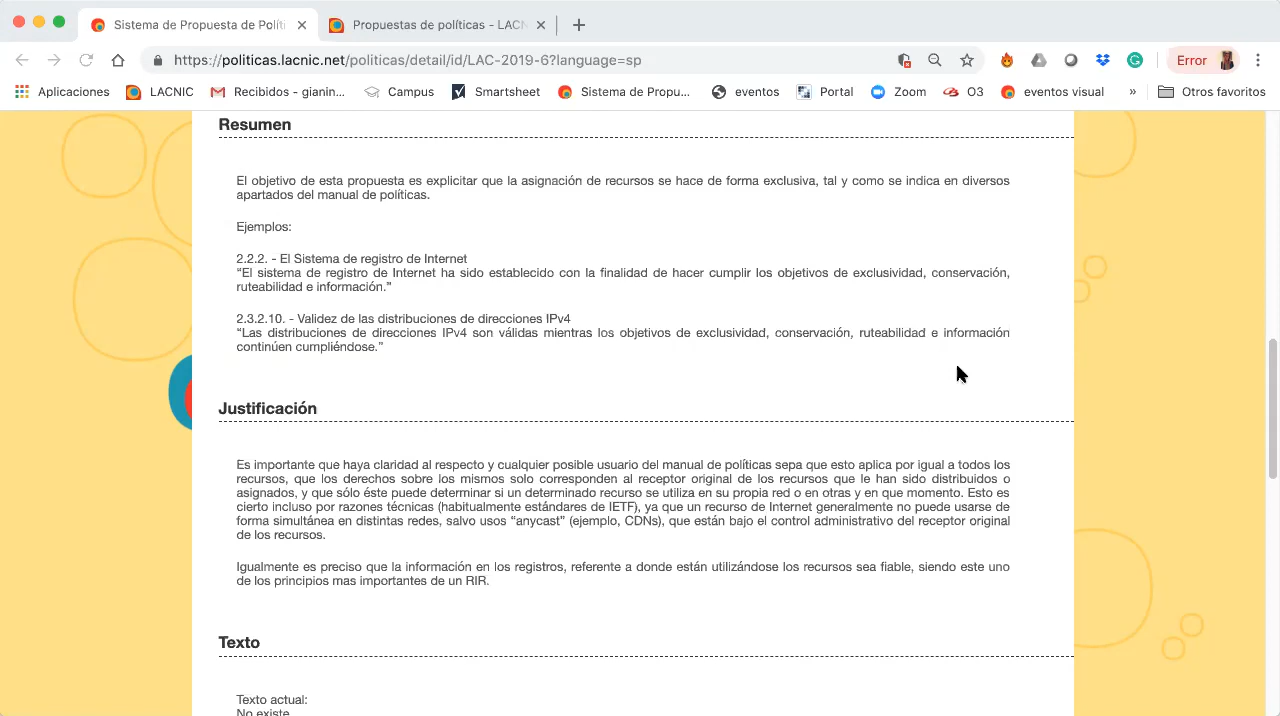 Sistema de Propuesta de Políti
Propuestas de políticas - LACN
https://politicas.lacnic.net/politicas/detail/id/LAC-2019-6?language=sp
Error
Aplicaciones
LACNIC
Recibidos - gianin...
Campus
Smartsheet
Sistema de Propu...
eventos
Portal
Zoom
O3
eventos visual
»
Otros favoritos
Resumen
El objetivo de esta propuesta es explicitar que la asignación de recursos se hace de forma exclusiva, tal y como se indica en diversos
apartados del manual de políticas.
Ejemplos:
2.2.2. - El Sistema de registro de Internet
“El sistema de registro de Internet ha sido establecido con la finalidad de hacer cumplir los objetivos de exclusividad, conservación,
ruteabilidad e información.”
2.3.2.10. - Validez de las distribuciones de direcciones IPv4
“Las distribuciones de direcciones IPv4 son válidas mientras los objetivos de exclusividad, conservación, ruteabilidad e información
continúen cumpliéndose.”
Justificación
Es importante que haya claridad al respecto y cualquier posible usuario del manual de políticas sepa que esto aplica por igual a todos los
recursos, que los derechos sobre los mismos solo corresponden al receptor original de los recursos que le han sido distribuidos o
asignados, y que sólo éste puede determinar si un determinado recurso se utiliza en su propia red o en otras y en que momento. Esto es
cierto incluso por razones técnicas (habitualmente estándares de IETF), ya que un recurso de Internet generalmente no puede usarse de
forma simultánea en distintas redes, salvo usos “anycast” (ejemplo, CDNs), que están bajo el control administrativo del receptor original
de los recursos.
Igualmente es preciso que la información en los registros, referente a donde están utilizándose los recursos sea fiable, siendo este uno
de los principios mas importantes de un RIR.
Texto
Texto actual:
No existe